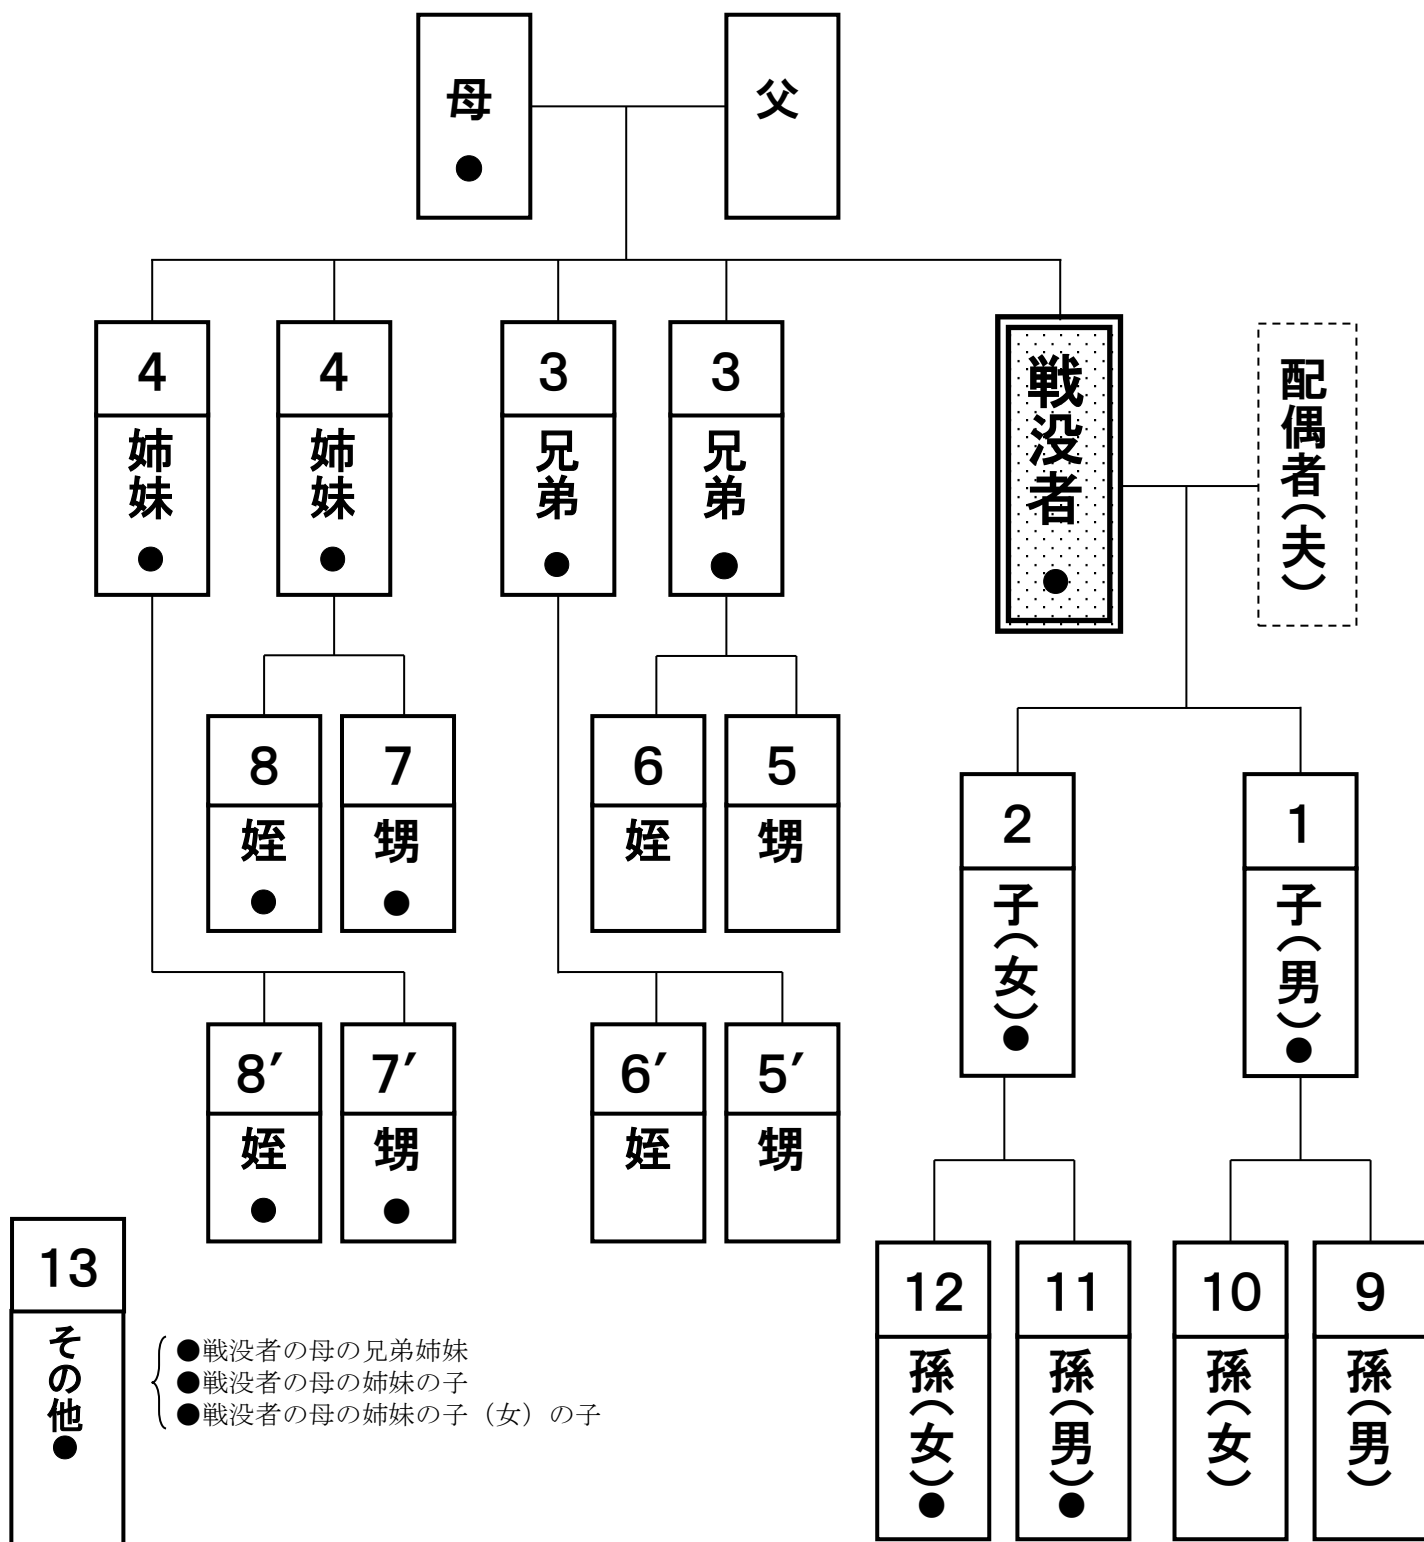 母●
父
4
姉妹●
4
姉妹●
3
兄弟●
3
兄弟●
戦没者●
配偶者(夫)
8
姪●
7
甥●
6
姪
5
甥
2
子(女)●
1
子(男)●
8′
姪●
7′
甥●
6′
姪
5′
甥
13
その他●
●戦没者の母の兄弟姉妹
●戦没者の母の姉妹の子
●戦没者の母の姉妹の子（女）の子
12
孫(女)●
11
孫(男)●
10
孫(女)
9
孫(男)